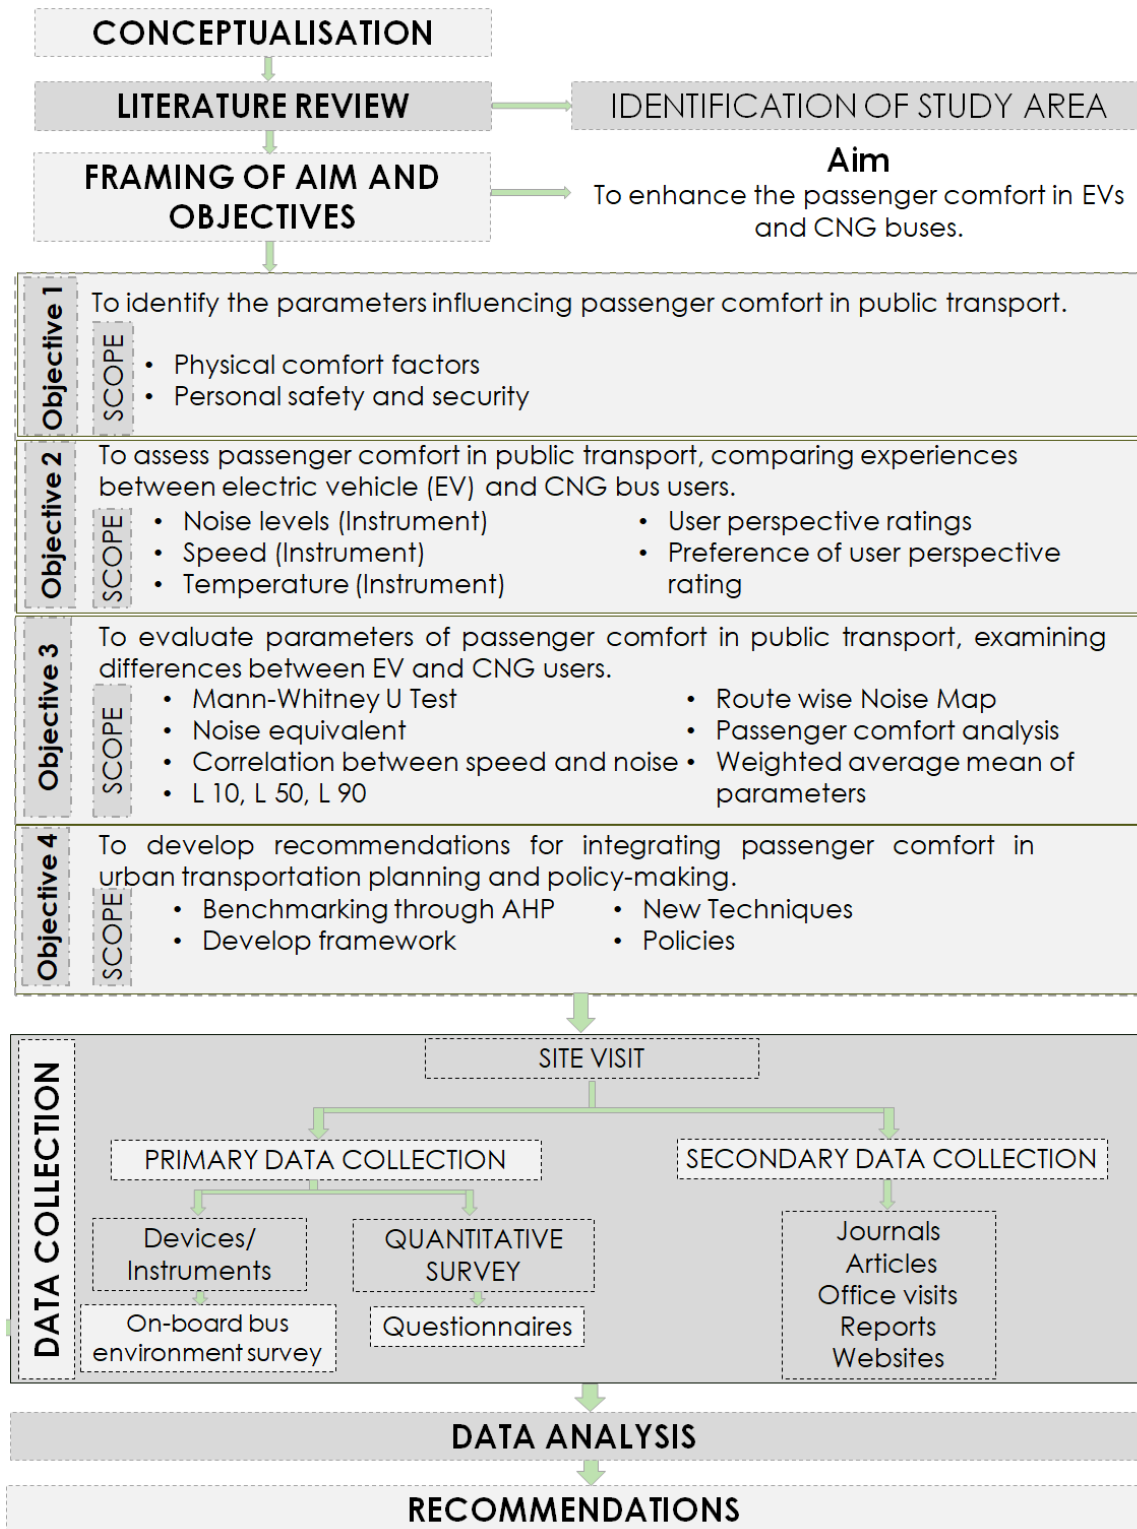 CONCEPTUALISATION
LITERATURE REVIEW
IDENTIFICATION OF STUDY AREA
FRAMING OF AIM AND
OBJECTIVES
Aim
To enhance the passenger comfort in EVs
and CNG buses.
Objective 1
To identify the parameters influencing passenger comfort in public transport.
SCOPE
• Physical comfort factors
• Personal safety and security
Objective 2
To assess passenger comfort in public transport, comparing experiences
between electric vehicle (EV) and CNG bus users.
SCOPE
• Noise levels (Instrument)
• Speed (Instrument)
• Temperature (Instrument)
• User perspective ratings
• Preference of user perspective
rating
Objective 3
To evaluate parameters of passenger comfort in public transport, examining
differences between EV and CNG users.
SCOPE
• Mann-Whitney U Test
• Noise equivalent
• Correlation between speed and noise
• L 10, L 50, L 90
• Route wise Noise Map
• Passenger comfort analysis
• Weighted average mean of
parameters
Objective 4
To develop recommendations for integrating passenger comfort in
urban transportation planning and policy-making.
SCOPE
• Benchmarking through AHP
• Develop framework
• New Techniques
• Policies
DATA COLLECTION
SITE VISIT
PRIMARY DATA COLLECTION
SECONDARY DATA COLLECTION
Devices/
Instruments
QUANTITATIVE
SURVEY
On-board bus
environment survey
Questionnaires
Journals
Articles
Office visits
Reports
Websites
DATA ANALYSIS
RECOMMENDATIONS